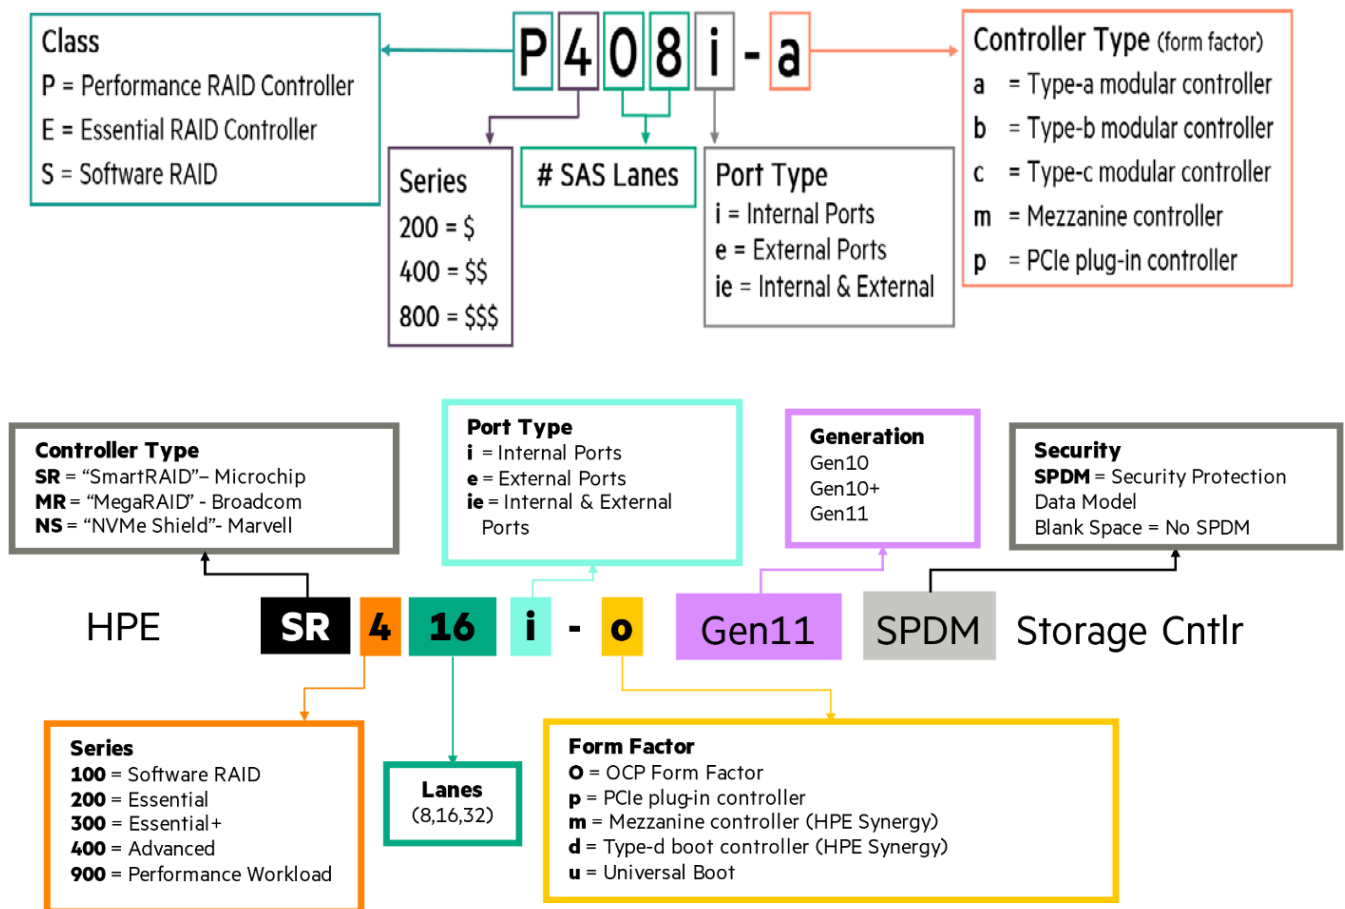 P408i-a
Class
P = Performance RAID Controller
E = Essential RAID Controller
S = Software RAID
Series
200 = $
400 = $$
800 = $$$
# SAS Lanes
Port Type
i = Internal Ports
e = External Ports
ie = Internal & External
Controller Type (form factor)
a = Type-a modular controller
b = Type-b modular controller
c = Type-c modular controller
m = Mezzanine controller
p = PCIe plug-in controller
Controller Type
SR = “SmartRAID”– Microchip
MR = “MegaRAID” - Broadcom
NS = “NVMe Shield”- Marvell
Port Type
i = Internal Ports
e = External Ports
ie = Internal & External
Ports
Generation
Gen10
Gen10+
Gen11
Security
SPDM = Security Protection
Data Model
Blank Space = No SPDM
HPE SR 4 16 i - o Gen11 SPDM Storage Cntlr
Series
100 = Software RAID
200 = Essential
300 = Essential+
400 = Advanced
900 = Performance Workload
Lanes
(8,16,32)
Form Factor
O = OCP Form Factor
p = PCIe plug-in controller
m = Mezzanine controller (HPE Synergy)
d = Type-d boot controller (HPE Synergy)
u = Universal Boot